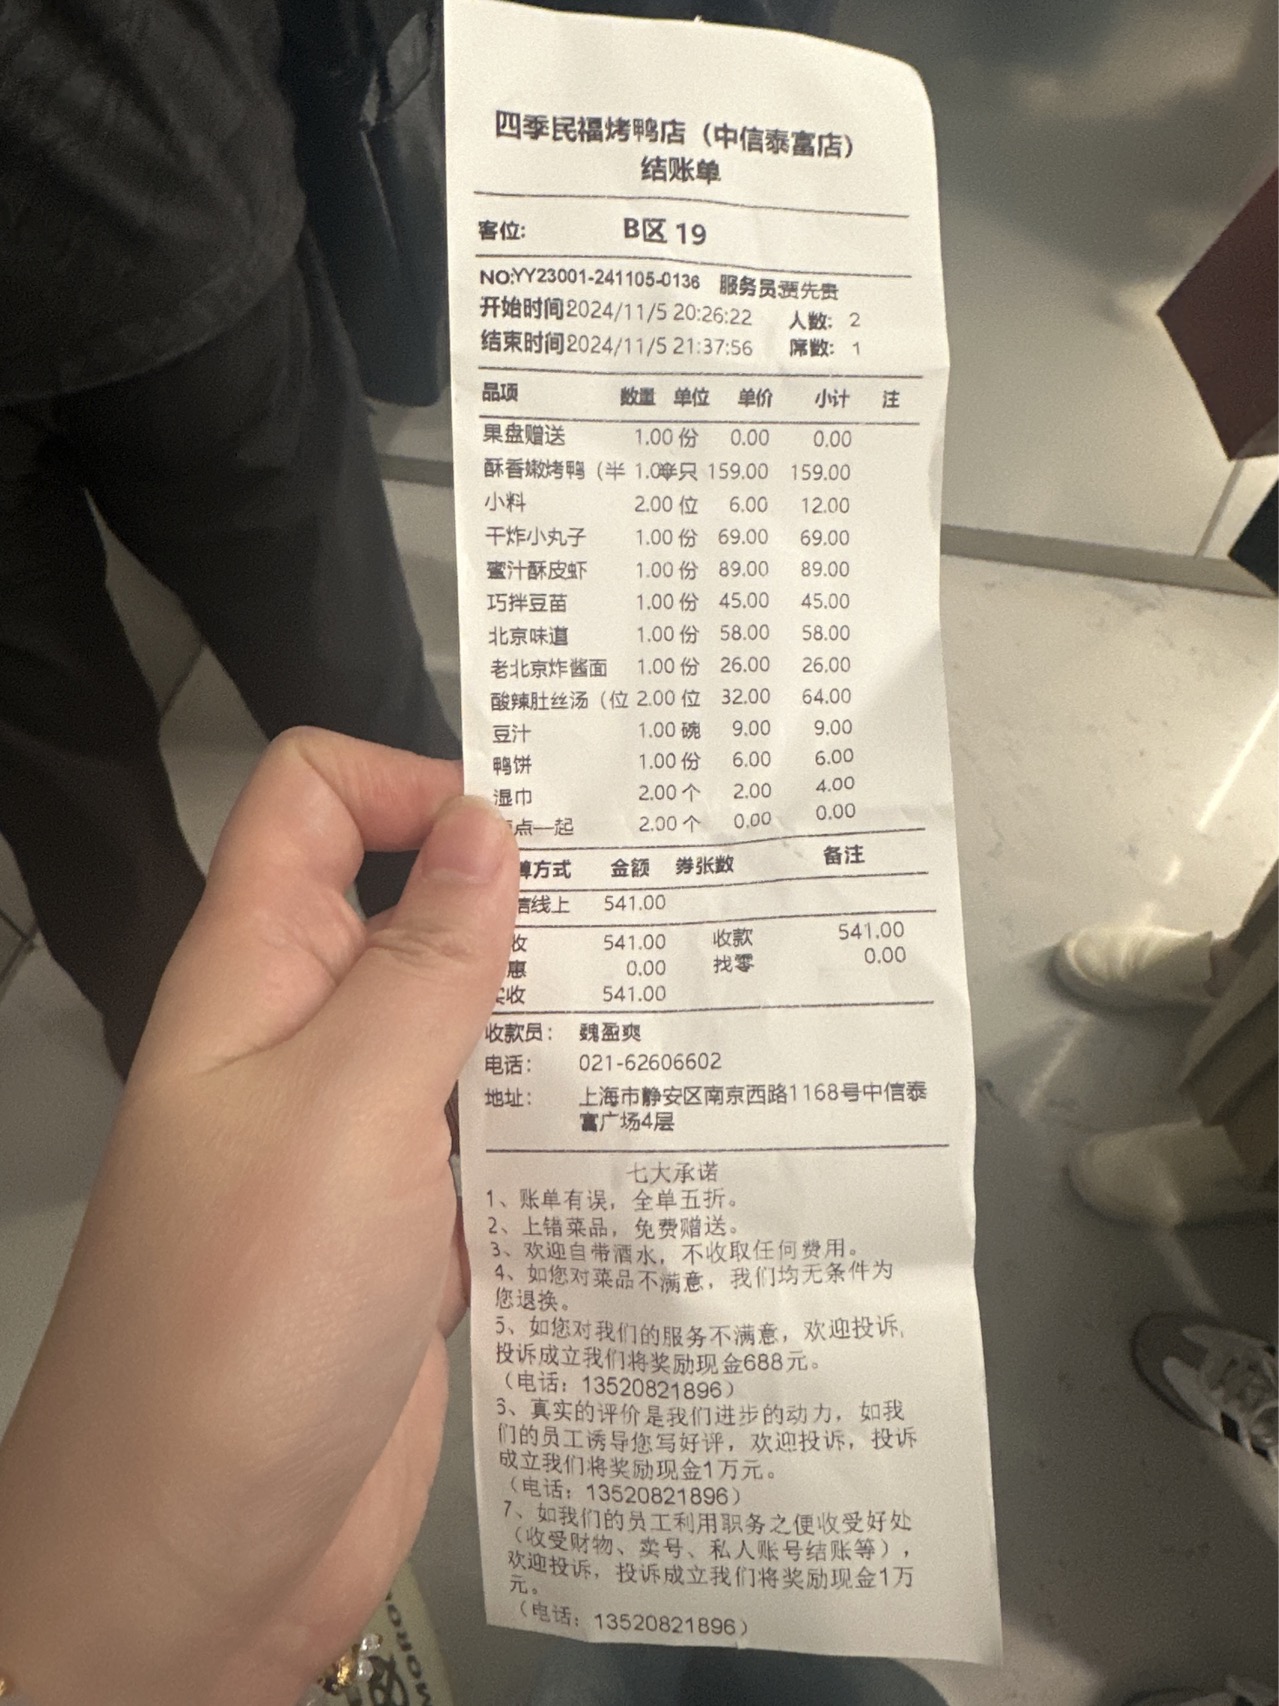 四季民福烤鸭店（中信泰富店）
结账单
客位： B区 19
NO:YY23001-241105-0136 服务员:贾先贵
开始时间2024/11/5 20:26:22 人数： 2
结束时间2024/11/5 21:37:56 席数： 1
品项 数量 单位 单价 小计 注
果盘赠送 1.00 份 0.00 0.00
酥香嫩烤鸭（半 1.00 半只 159.00 159.00
小料 2.00 位 6.00 12.00
干炸小丸子 1.00 份 69.00 69.00
蜜汁酥皮虾 1.00 份 89.00 89.00
巧拌豆苗 1.00 份 45.00 45.00
北京味道 1.00 份 58.00 58.00
老北京炸酱面 1.00 份 26.00 26.00
酸辣肚丝汤（位 2.00 位 32.00 64.00
豆汁 1.00 碗 9.00 9.00
鸭饼 1.00 份 6.00 6.00
湿巾 2.00 个 2.00 4.00
点一起 2.00 个 0.00 0.00
算方式 金额 券张数 备注
信线上 541.00
收 541.00 收款 541.00
惠 0.00 找零 0.00
实收 541.00
收款员： 魏盈爽
电话： 021-62606602
地址： 上海市静安区南京西路1168号中信泰
富广场4层
七大承诺
1、账单有误，全单五折。
2、上错菜品，免费赠送。
3、欢迎自带酒水，不收取任何费用。
4、如您对菜品不满意，我们均无条件为
您退换。
5、如您对我们的服务不满意，欢迎投诉，
投诉成立我们将奖励现金688元。
（电话：13520821896）
6、真实的评价是我们进步的动力，如我
们的员工诱导您写好评，欢迎投诉，投诉
成立我们将奖励现金1万元。
（电话：13520821896）
7、如我们的员工利用职务之便收受好处
（收受财物、卖号、私人账号结账等），
欢迎投诉，投诉成立我们将奖励现金1万
元。
（电话：13520821896）